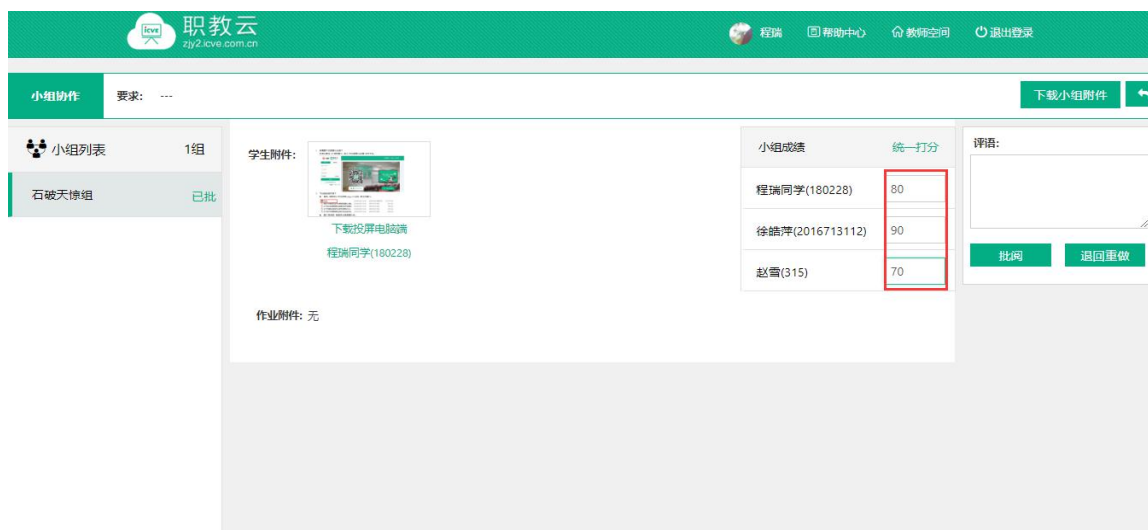 icve
职教云
zjy2.icve.com.cn
程瑞
帮助中心
教师空间
退出登录
小组协作
要求: ---
下载小组附件
小组列表
1组
石破天惊组
已批
学生附件:
下载投屏电脑端
程瑞同学(180228)
作业附件: 无
小组成绩
统一打分
程瑞同学(180228)
80
徐皓萍(2016713112)
90
赵雪(315)
70
评语:
批阅
退回重做